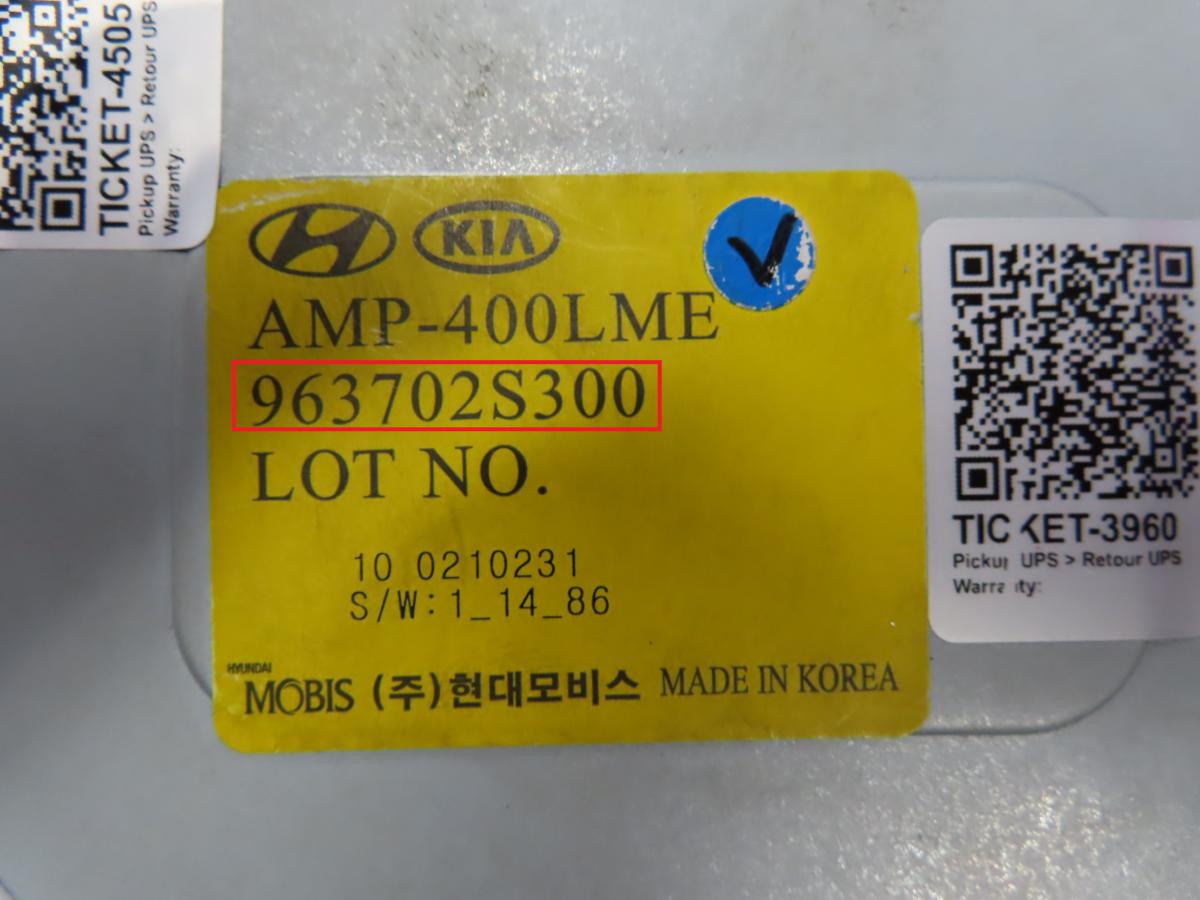 TICKET-4505
Pickup UPS > Retour UPS
Warranty:
KIA
AMP-400LME
963702S300
LOT NO.
10 0210231
S/W:1_14_86
HYUNDAI
MOBIS (주)현대모비스 MADE IN KOREA
TICKET-3960
Pickup UPS > Retour UPS
Warranty: